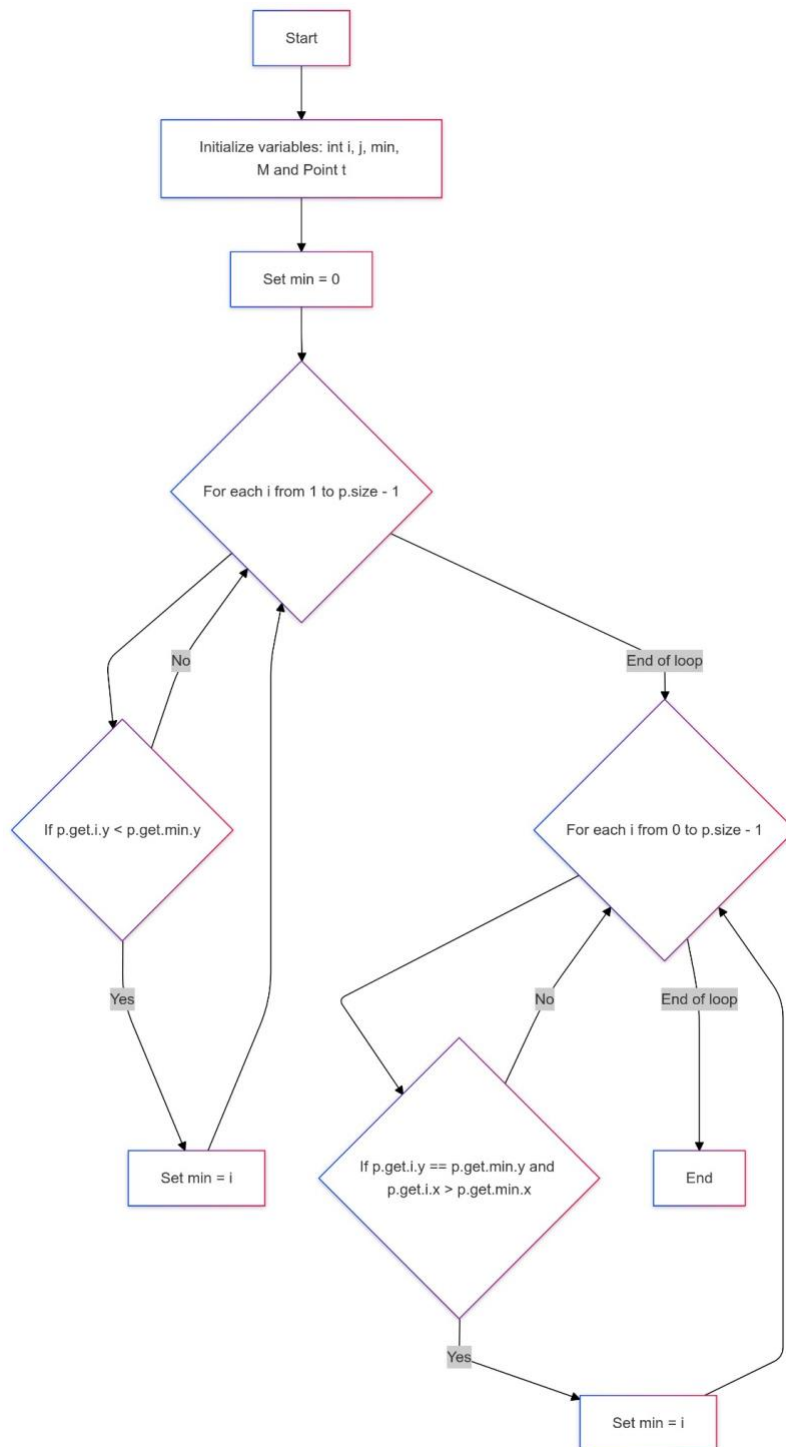 Start
Initialize variables: int i, j, min,
M and Point t
Set min = 0
For each i from 1 to p.size - 1
No
End of loop
If p.get.i.y < p.get.min.y
For each i from 0 to p.size - 1
Yes
No
End of loop
Set min = i
If p.get.i.y == p.get.min.y and
p.get.i.x > p.get.min.x
End
Yes
Set min = i